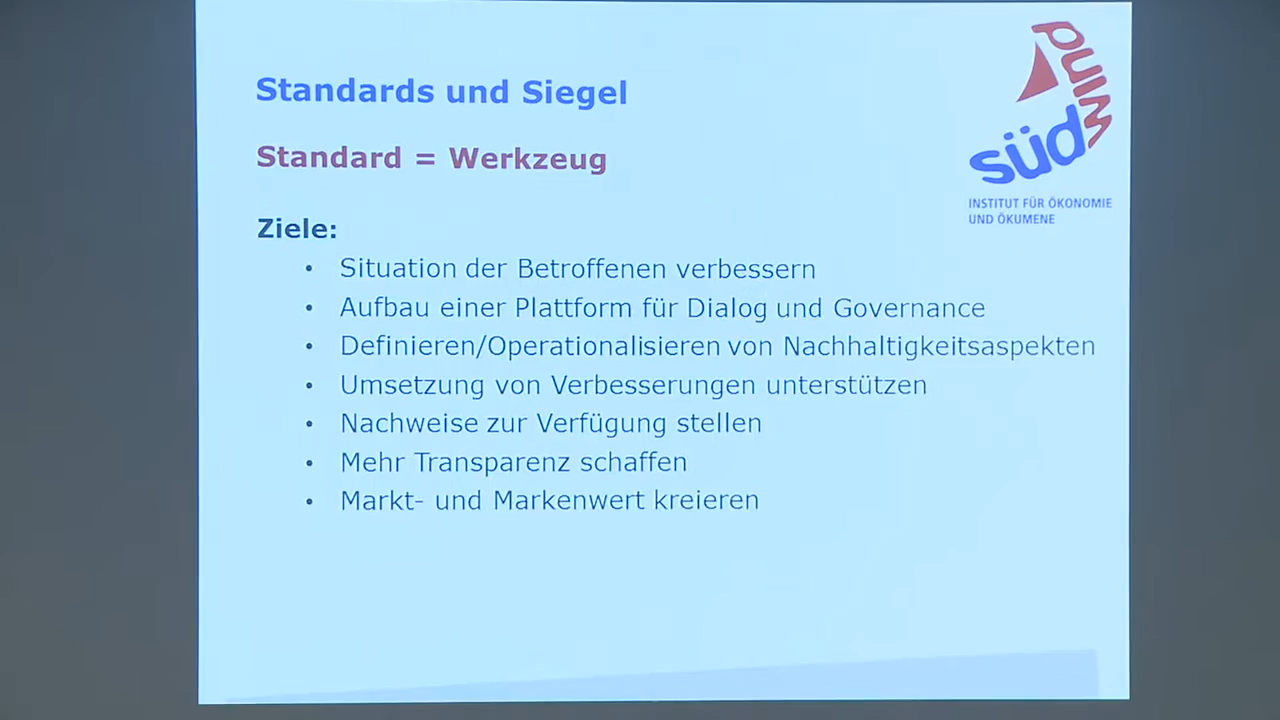 Standards und Siegel
Standard = Werkzeug
Ziele:
• Situation der Betroffenen verbessern
• Aufbau einer Plattform für Dialog und Governance
• Definieren/Operationalisieren von Nachhaltigkeitsaspekten
• Umsetzung von Verbesserungen unterstützen
• Nachweise zur Verfügung stellen
• Mehr Transparenz schaffen
• Markt- und Markenwert kreieren
süd
wind
INSTITUT FÜR ÖKONOMIE
UND ÖKUMENE